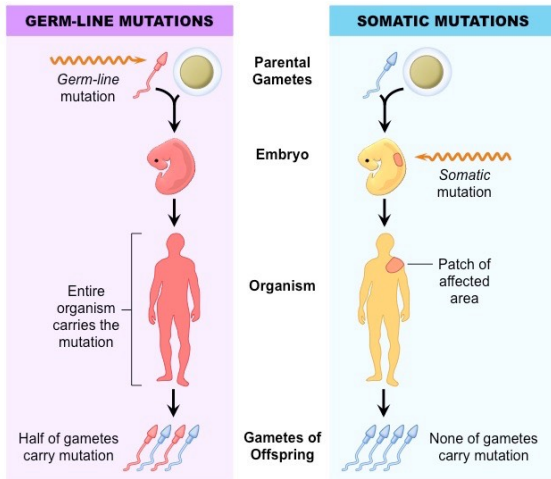 GERM-LINE MUTATIONS
SOMATIC MUTATIONS
Germ-line
mutation
Parental
Gametes
Embryo
Somatic
mutation
Entire
organism
carries the
mutation
Organism
Patch of
affected
area
Half of gametes
carry mutation
Gametes of
Offspring
None of gametes
carry mutation